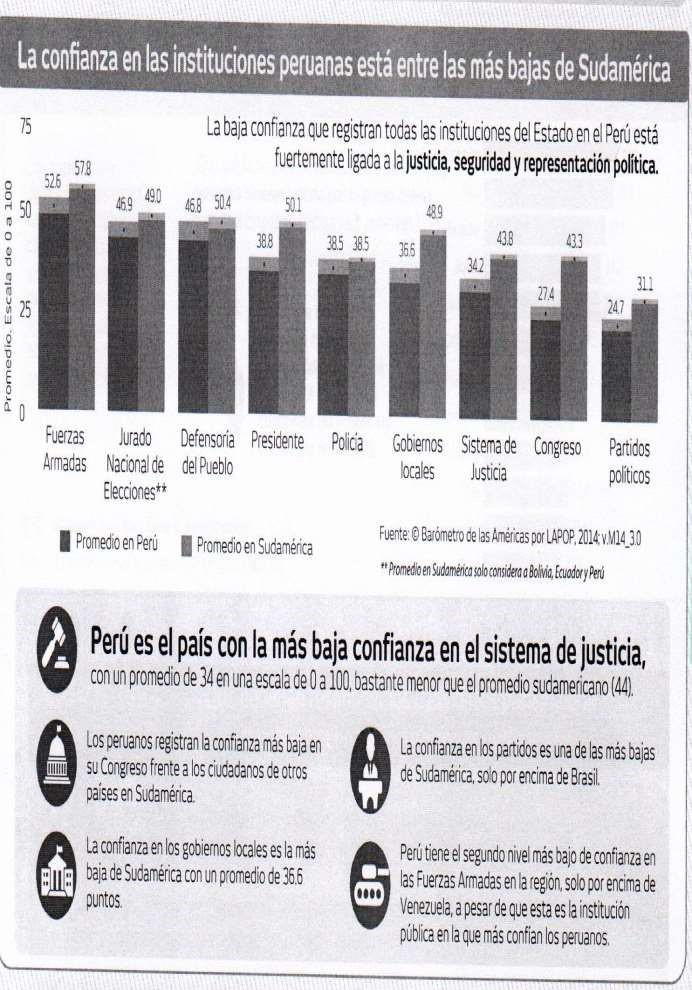 La confianza en las instituciones peruanas está entre las más bajas de Sudamérica
La baja confianza que registran todas las instituciones del Estado en el Perú está
fuertemente ligada a la justicia, seguridad y representación política.
Promedio. Escala de 0 a 100
75
50
25
0
52.6 57.8
46.9 49.0
46.8 50.4
38.8 50.1
38.5 38.5
36.6 48.9
34.2 43.8
27.4 43.3
24.7 31.1
Fuerzas
Armadas
Jurado
Nacional de
Elecciones**
Defensoría
del Pueblo
Presidente
Policía
Gobiernos
locales
Sistema de
Justicia
Congreso
Partidos
políticos
Promedio en Perú
Promedio en Sudamérica
Fuente: © Barómetro de las Américas por LAPOP, 2014; v.M14_3.0
** Promedio en Sudamérica solo considera a Bolivia, Ecuador y Perú
Perú es el país con la más baja confianza en el sistema de justicia,
con un promedio de 34 en una escala de 0 a 100, bastante menor que el promedio sudamericano (44).
Los peruanos registran la confianza más baja en
su Congreso frente a los ciudadanos de otros
países en Sudamérica.
La confianza en los partidos es una de las más bajas
de Sudamérica, solo por encima de Brasil.
La confianza en los gobiernos locales es la más
baja de Sudamérica con un promedio de 36.6
puntos.
Perú tiene el segundo nivel más bajo de confianza en
las Fuerzas Armadas en la región, solo por encima de
Venezuela, a pesar de que esta es la institución
pública en la que más confían los peruanos.